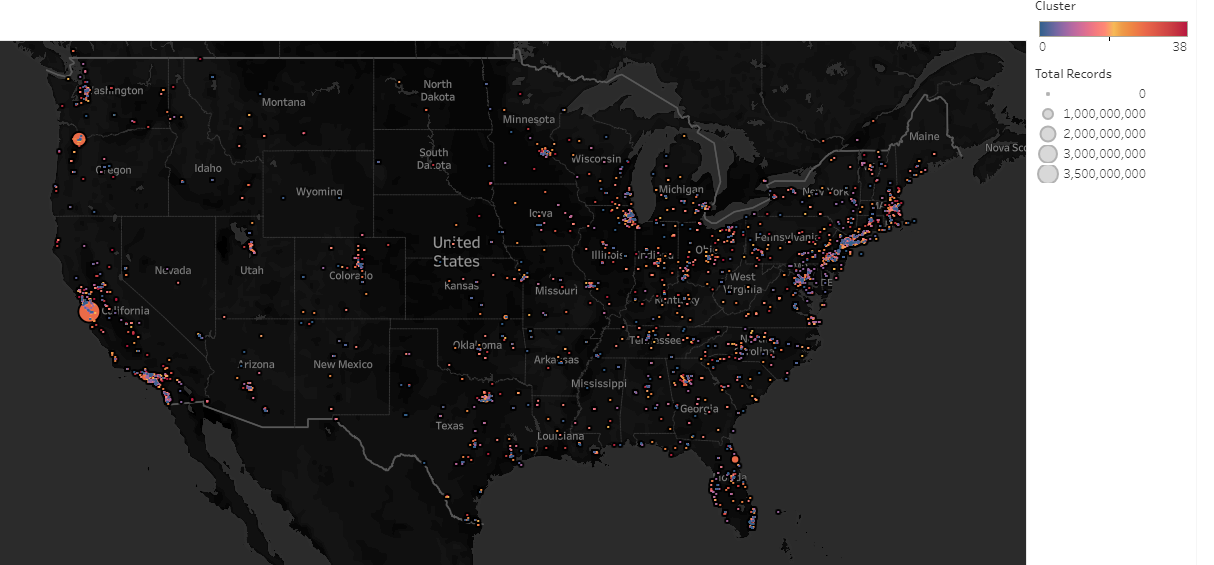 Cluster
0 38
Total Records
0
1,000,000,000
2,000,000,000
3,000,000,000
3,500,000,000
North
Dakota
Montana
Minnesota
Maine
Nova Sc
South
Dakota
Wisconsin
Oregon
Idaho
Wyoming
Michigan
New York
Iowa
Pennsylvania
United
States
Illinois
Nevada
Utah
Colorado
Kansas
Missouri
West
Virginia
Kentucky
California
Oklahoma
Tennessee
Arizona
New Mexico
Arkansas
Mississippi
Georgia
Texas
Louisiana